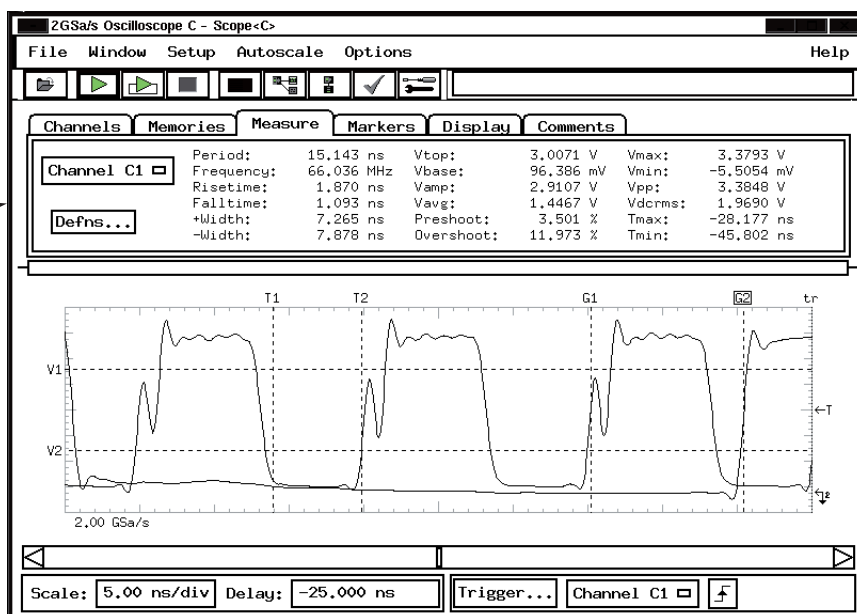 2GSa/s Oscilloscope C - Scope<C>
File Window Setup Autoscale Options Help
Channels Memories Measure Markers Display Comments
Channel C1
Defns...
Period: 15.143 ns Vtop: 3.0071 V Vmax: 3.3793 V
Frequency: 66.036 MHz Vbase: 96.386 mV Vmin: -5.5054 mV
Risetime: 1.870 ns Vamp: 2.9107 V Vpp: 3.3848 V
Falltime: 1.093 ns Vavg: 1.4467 V Vdcrms: 1.9690 V
+Width: 7.265 ns Preshoot: 3.501 % Tmax: -28.177 ns
-Width: 7.878 ns Overshoot: 11.973 % Tmin: -45.802 ns
T1 T2 G1 G2 tr
V1
T
V2
2
2.00 GSa/s
Scale: 5.00 ns/div Delay: -25.000 ns Trigger... Channel C1